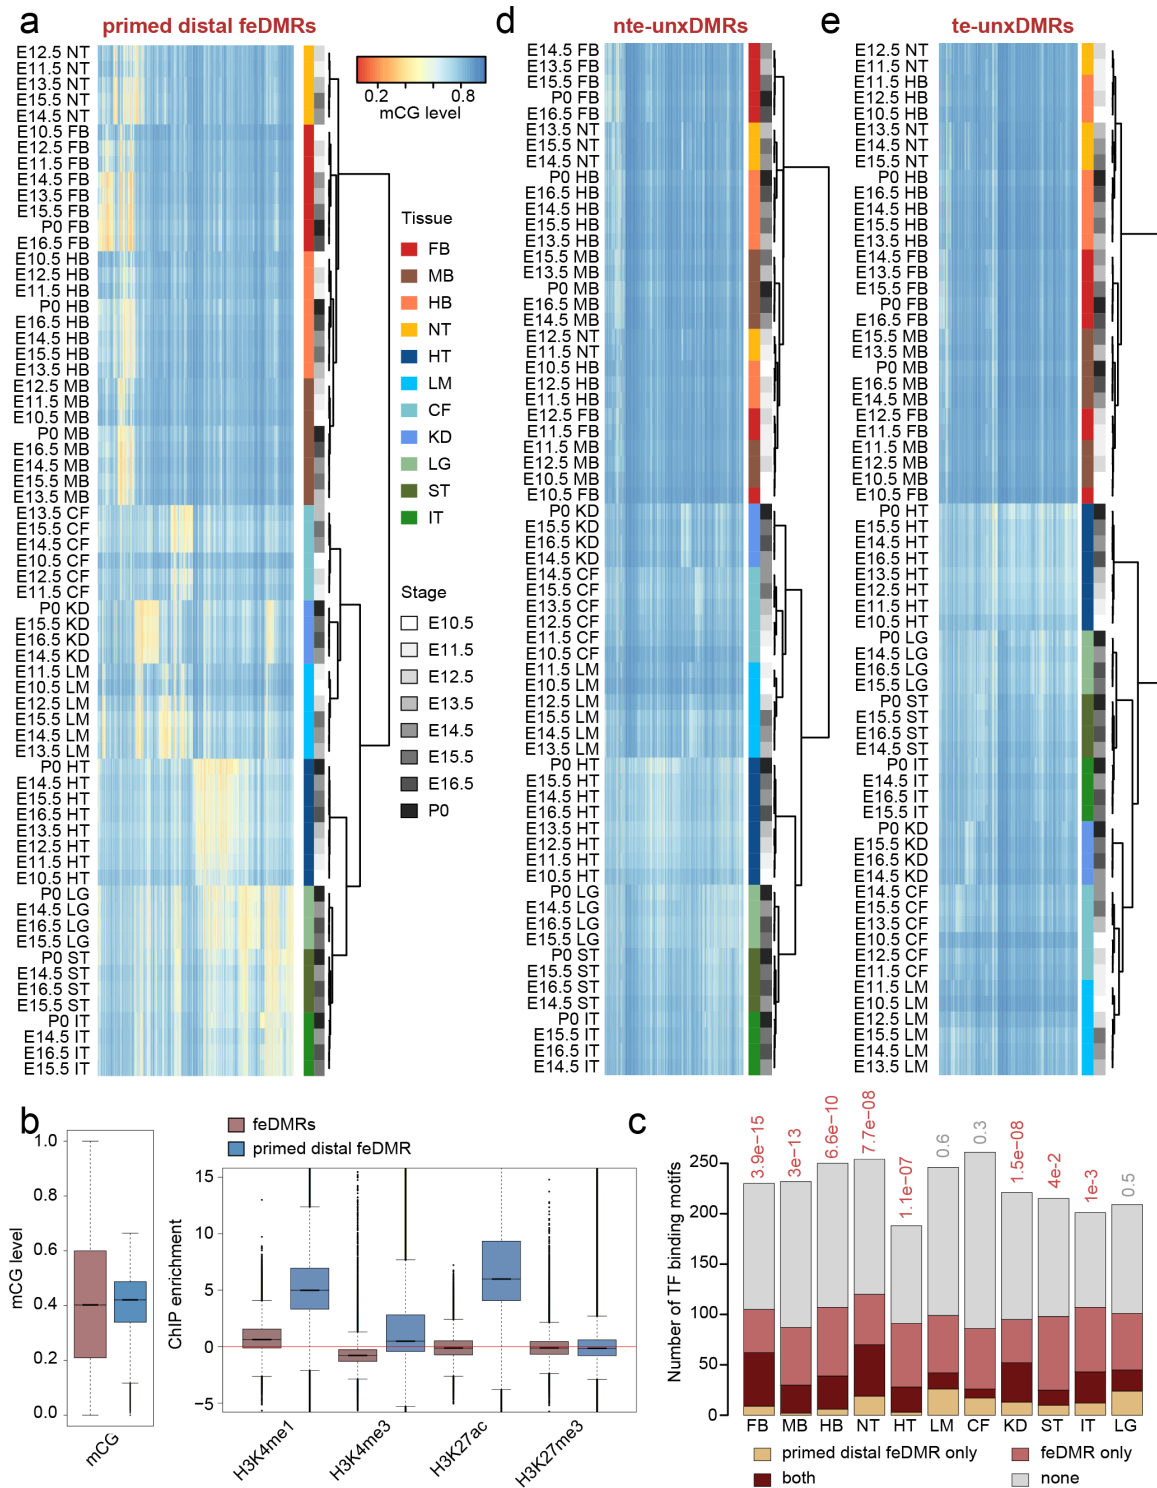 a
primed distal feDMRs
E12.5 NT
E11.5 NT
E13.5 NT
E15.5 NT
E14.5 NT
E10.5 FB
E12.5 FB
E11.5 FB
E14.5 FB
E13.5 FB
E15.5 FB
P0 FB
E16.5 FB
E10.5 HB
E12.5 HB
E11.5 HB
P0 HB
E16.5 HB
E14.5 HB
E15.5 HB
E13.5 HB
E12.5 MB
E11.5 MB
E10.5 MB
P0 MB
E16.5 MB
E14.5 MB
E15.5 MB
E13.5 MB
E13.5 CF
E15.5 CF
E14.5 CF
E10.5 CF
E12.5 CF
E11.5 CF
P0 KD
E15.5 KD
E16.5 KD
E14.5 KD
E11.5 LM
E10.5 LM
E12.5 LM
E15.5 LM
E14.5 LM
E13.5 LM
P0 HT
E14.5 HT
E15.5 HT
E16.5 HT
E13.5 HT
E12.5 HT
E11.5 HT
E10.5 HT
P0 LG
E14.5 LG
E16.5 LG
E15.5 LG
P0 ST
E14.5 ST
E16.5 ST
E15.5 ST
P0 IT
E14.5 IT
E16.5 IT
E15.5 IT
0.2 0.8
mCG level
Tissue
FB
MB
HB
NT
HT
LM
CF
KD
LG
ST
IT
Stage
E10.5
E11.5
E12.5
E13.5
E14.5
E15.5
E16.5
P0
d
nte-unxDMRs
E14.5 FB
E13.5 FB
E15.5 FB
P0 FB
E16.5 FB
E13.5 NT
E15.5 NT
E14.5 NT
P0 HB
E16.5 HB
E14.5 HB
E15.5 HB
E13.5 HB
E15.5 MB
E13.5 MB
P0 MB
E16.5 MB
E14.5 MB
E12.5 NT
E11.5 NT
E10.5 HB
E12.5 HB
E11.5 HB
E12.5 FB
E11.5 FB
E11.5 MB
E12.5 MB
E10.5 MB
E10.5 FB
P0 KD
E15.5 KD
E16.5 KD
E14.5 KD
E14.5 CF
E15.5 CF
E13.5 CF
E12.5 CF
E11.5 CF
E10.5 CF
E11.5 LM
E10.5 LM
E12.5 LM
E15.5 LM
E14.5 LM
E13.5 LM
P0 HT
E15.5 HT
E14.5 HT
E16.5 HT
E13.5 HT
E12.5 HT
E11.5 HT
E10.5 HT
P0 LG
E14.5 LG
E16.5 LG
E15.5 LG
P0 ST
E15.5 ST
E16.5 ST
E14.5 ST
P0 IT
E15.5 IT
E16.5 IT
E14.5 IT
e
te-unxDMRs
E12.5 NT
E11.5 NT
E11.5 HB
E12.5 HB
E10.5 HB
E13.5 NT
E14.5 NT
E15.5 NT
P0 HB
E16.5 HB
E14.5 HB
E15.5 HB
E13.5 HB
E14.5 FB
E13.5 FB
E15.5 FB
P0 FB
E16.5 FB
E15.5 MB
E13.5 MB
P0 MB
E16.5 MB
E14.5 MB
E12.5 FB
E11.5 FB
E11.5 MB
E12.5 MB
E10.5 MB
E10.5 FB
P0 HT
E15.5 HT
E14.5 HT
E16.5 HT
E13.5 HT
E12.5 HT
E11.5 HT
E10.5 HT
P0 LG
E14.5 LG
E16.5 LG
E15.5 LG
P0 ST
E15.5 ST
E16.5 ST
E14.5 ST
P0 IT
E14.5 IT
E16.5 IT
E15.5 IT
P0 KD
E15.5 KD
E16.5 KD
E14.5 KD
E14.5 CF
E15.5 CF
E13.5 CF
E10.5 CF
E12.5 CF
E11.5 CF
E11.5 LM
E10.5 LM
E12.5 LM
E15.5 LM
E14.5 LM
E13.5 LM
b
feDMRs
primed distal feDMR
mCG level
1.0
0.8
0.6
0.4
0.2
0.0
mCG
ChIP enrichment
15
10
5
0
−5
H3K4me1
H3K4me3
H3K27ac
H3K27me3
c
3.9e−15
3e−13
6.6e−10
7.7e−08
1.1e−07
0.6
0.3
1.5e−08
4e-2
1e-3
0.5
Number of TF binding motifs
250
200
150
100
50
0
FB MB HB NT HT LM CF KD ST IT LG
primed distal feDMR only
feDMR only
both
none